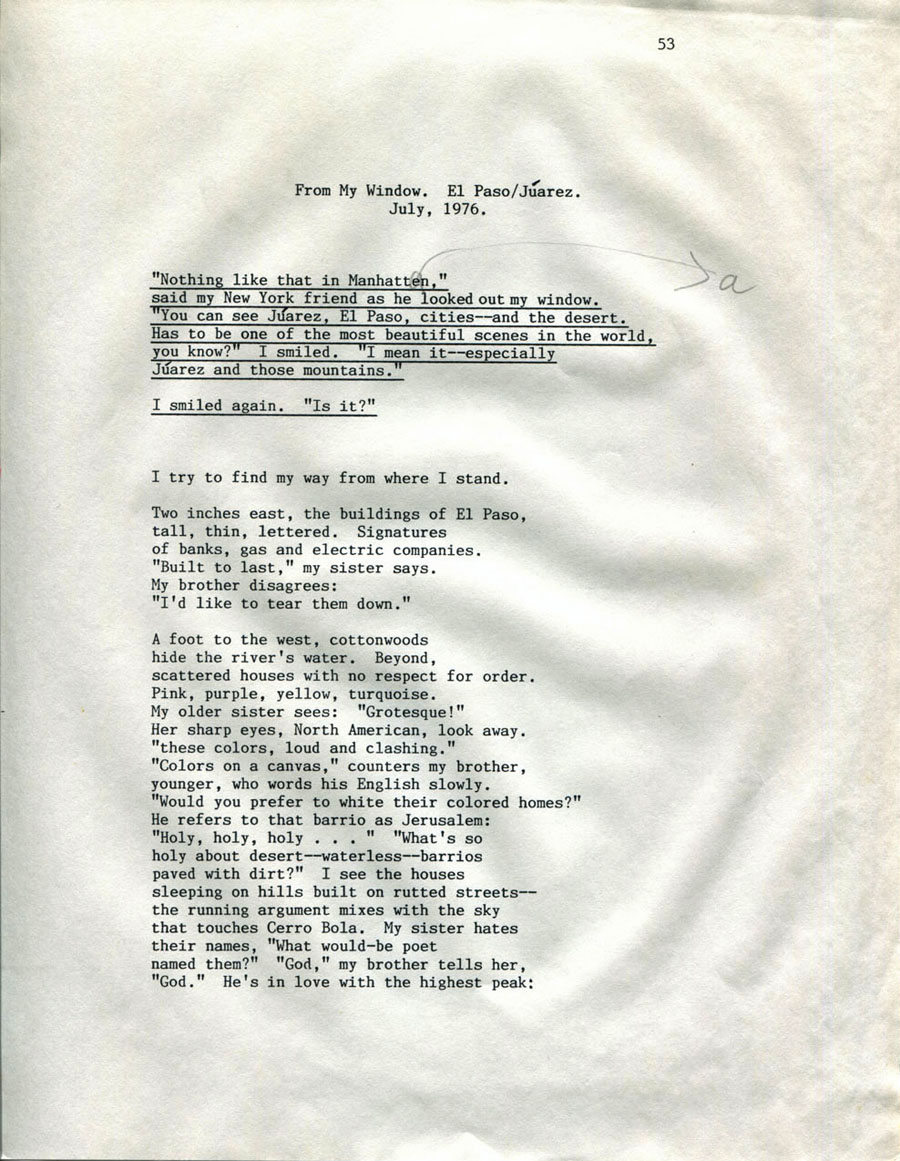 53
From My Window. El Paso/Júarez.
July, 1976.
"Nothing like that in Manhatten,"
a
said my New York friend as he looked out my window.
"You can see Júarez, El Paso, cities--and the desert.
Has to be one of the most beautiful scenes in the world,
you know?" I smiled. "I mean it--especially
Júarez and those mountains."
I smiled again. "Is it?"
I try to find my way from where I stand.
Two inches east, the buildings of El Paso,
tall, thin, lettered. Signatures
of banks, gas and electric companies.
"Built to last," my sister says.
My brother disagrees:
"I'd like to tear them down."
A foot to the west, cottonwoods
hide the river's water. Beyond,
scattered houses with no respect for order.
Pink, purple, yellow, turquoise.
My older sister sees: "Grotesque!"
Her sharp eyes, North American, look away.
"these colors, loud and clashing."
"Colors on a canvas," counters my brother,
younger, who words his English slowly.
"Would you prefer to white their colored homes?"
He refers to that barrio as Jerusalem:
"Holy, holy, holy . . . " "What's so
holy about desert--waterless--barrios
paved with dirt?" I see the houses
sleeping on hills built on rutted streets--
the running argument mixes with the sky
that touches Cerro Bola. My sister hates
their names, "What would-be poet
named them?" "God," my brother tells her,
"God." He's in love with the highest peak: